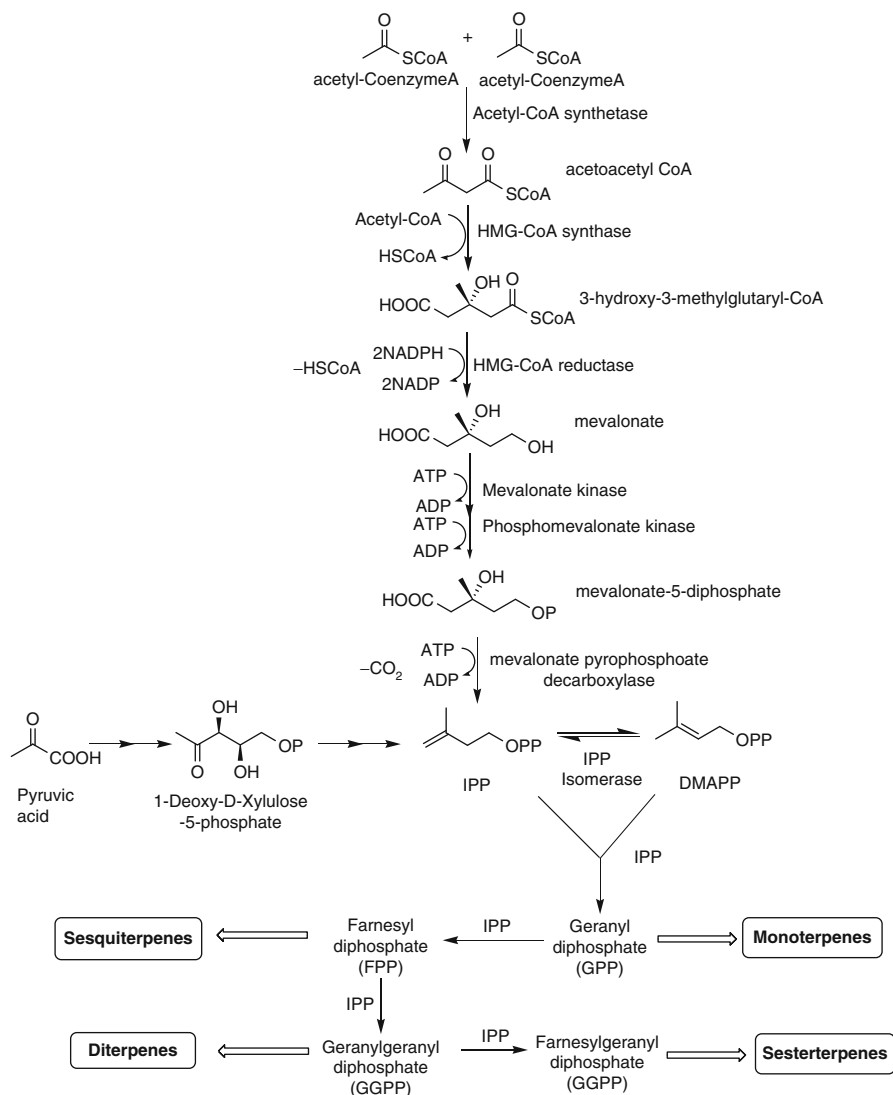 O O
+
SCoA SCoA
acetyl-CoenzymeA acetyl-CoenzymeA
Acetyl-CoA synthetase
O O
acetoacetyl CoA
SCoA
Acetyl-CoA
HMG-CoA synthase
HSCoA
OH O
HOOC
3-hydroxy-3-methylglutaryl-CoA
SCoA
2NADPH
–HSCoA
HMG-CoA reductase
2NADP
OH
mevalonate
HOOC
OH
ATP
Mevalonate kinase
ADP
ATP
Phosphomevalonate kinase
ADP
OH
mevalonate-5-diphosphate
HOOC
OP
ATP
–CO2
mevalonate pyrophosphoate
ADP
decarboxylase
O
COOH
Pyruvic
acid
OH
O
OH
OP
1-Deoxy-D-Xylulose
-5-phosphate
OPP
IPP
IPP
Isomerase
OPP
DMAPP
IPP
Sesquiterpenes
Farnesyl
diphosphate
(FPP)
IPP
Geranyl
diphosphate
(GPP)
Monoterpenes
IPP
Diterpenes
Geranylgeranyl
diphosphate
(GGPP)
IPP
Farnesylgeranyl
diphosphate
(GGPP)
Sesterterpenes